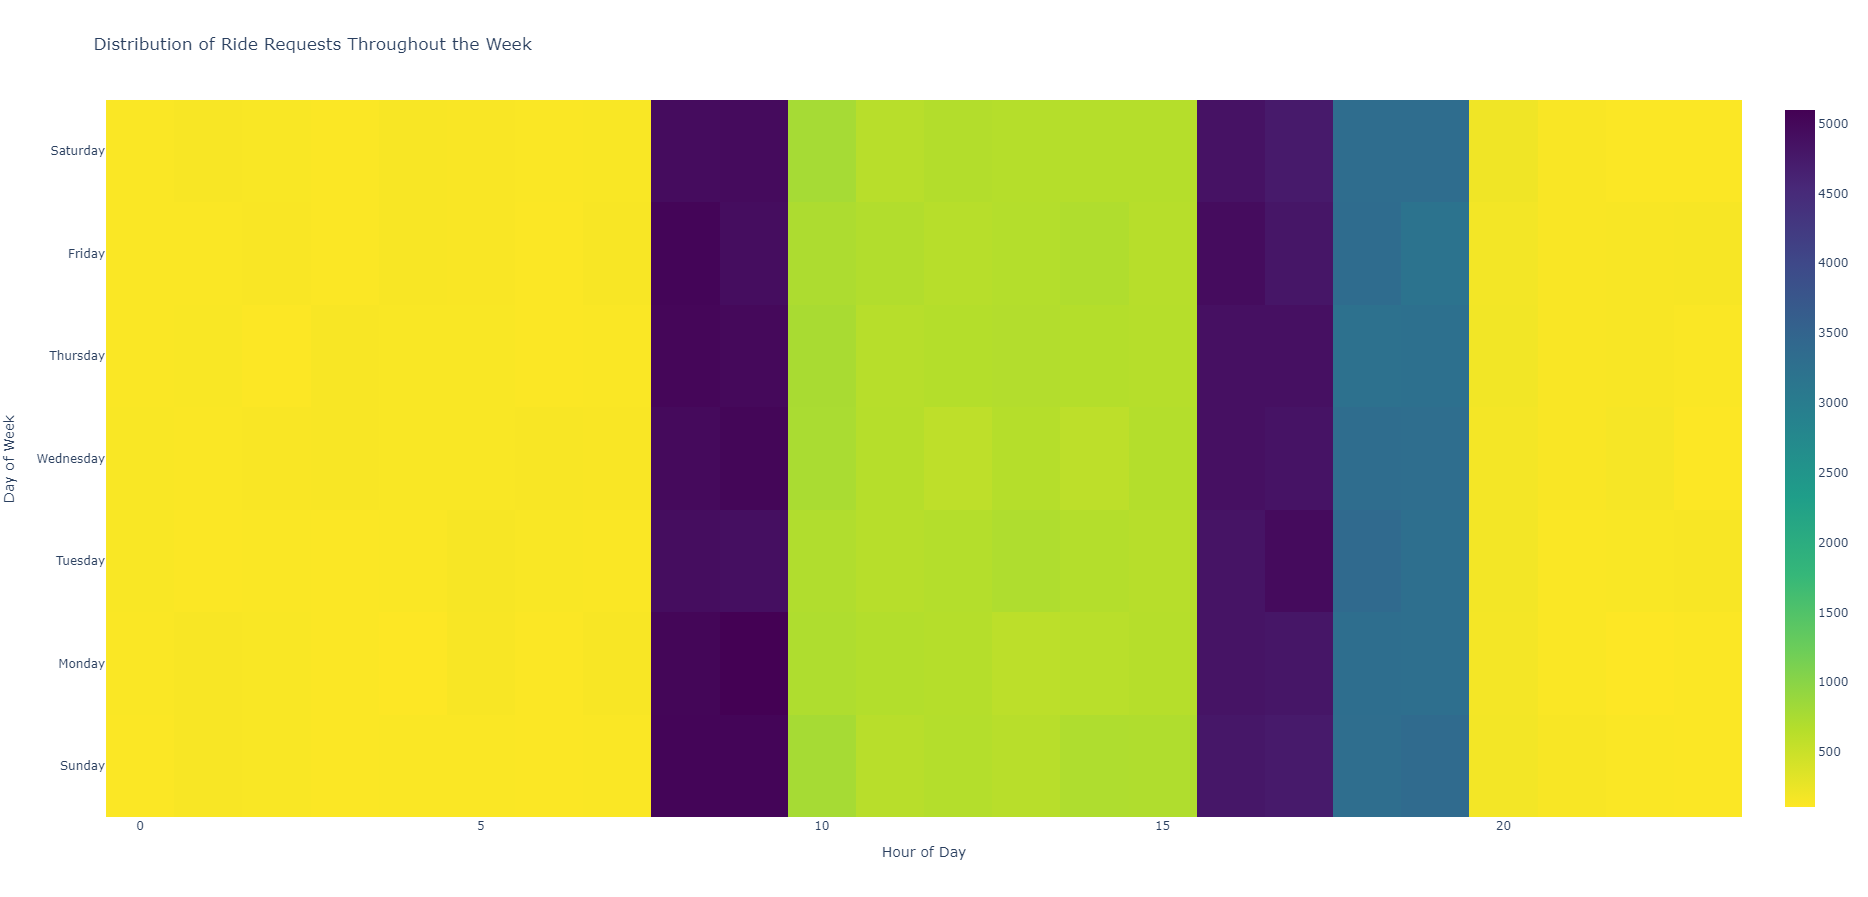 Distribution of Ride Requests Throughout the Week
Day of Week
Saturday
Friday
Thursday
Wednesday
Tuesday
Monday
Sunday
0 5 10 15 20
Hour of Day
5000
4500
4000
3500
3000
2500
2000
1500
1000
500